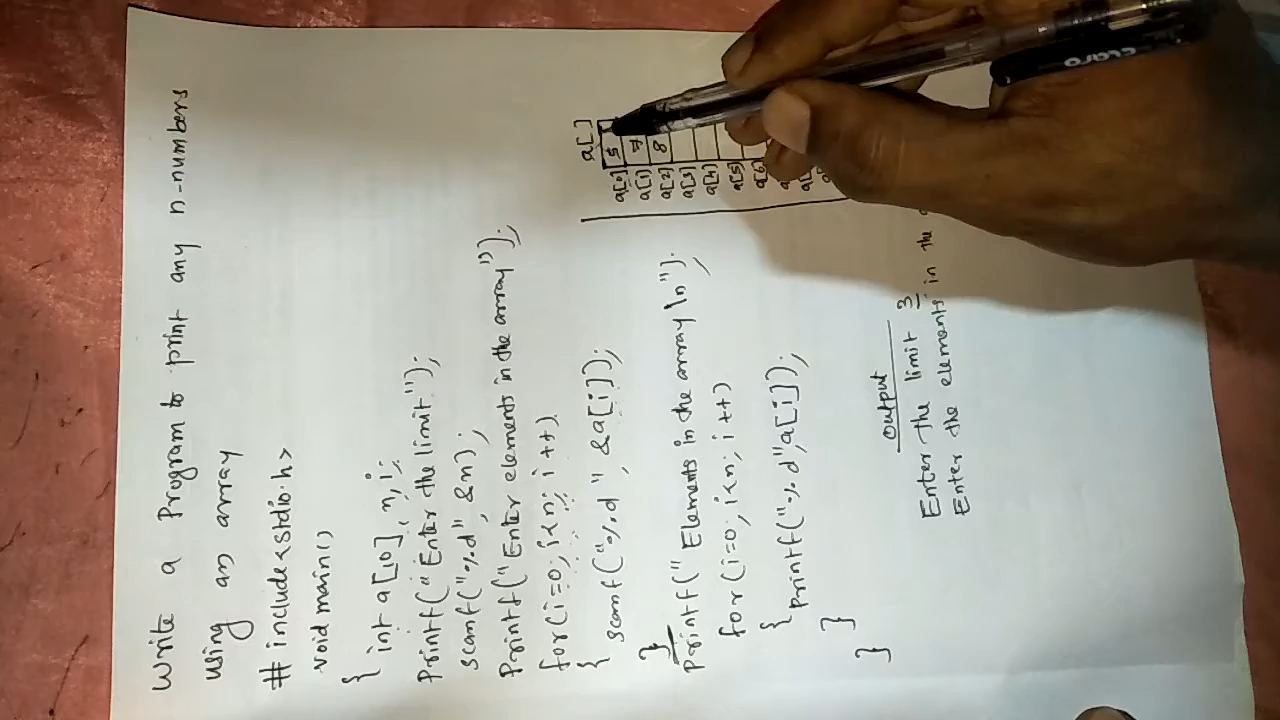 Write a Program to print any n-numbers
using an array
# include<stdio.h>
void main()
{ int a[10], n, i;
Printf("Enter the limit");
scanf("%d", &n);
Printf("Enter elements in the array");
for(i=0; i<n; i++)
{
scanf("%d", &a[i]);
}
Printf("Elements in the array \n");
for(i=0; i<n; i++)
{ Printf("%d",a[i]);
}
}
a[ ]
a[0] 5
a[1] 7
a[2] 8
a[3]
a[4]
a[5]
a[6]
output
Enter the limit 3
Enter the elements in the
claro